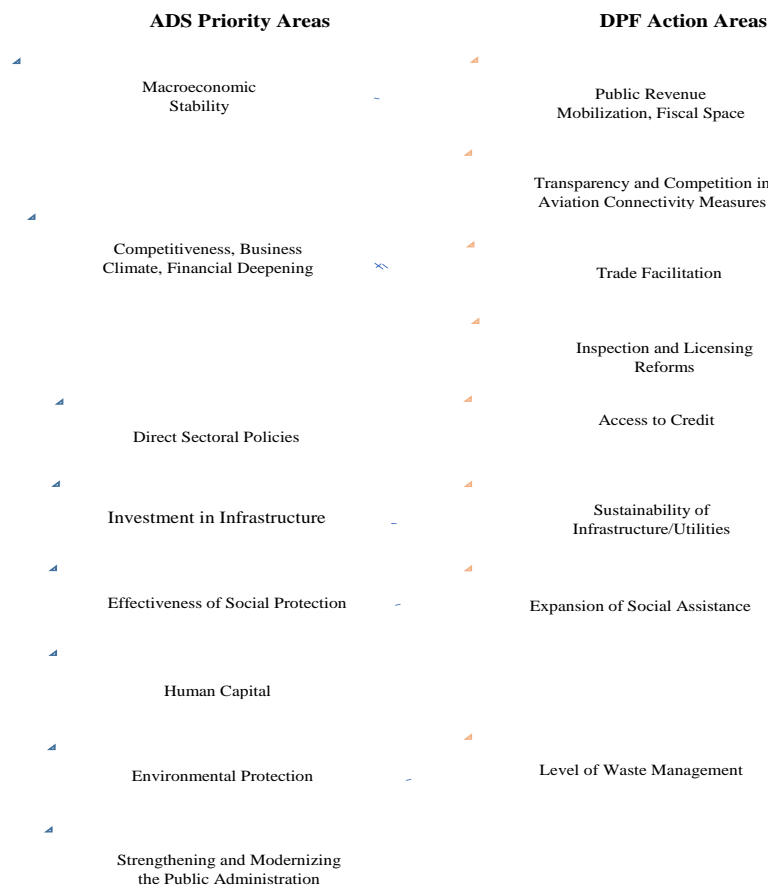 ADS Priority Areas
DPF Action Areas
Macroeconomic
Stability
Public Revenue
Mobilization, Fiscal Space
Transparency and Competition in
Aviation Connectivity Measures
Competitiveness, Business
Climate, Financial Deepening
Trade Facilitation
Inspection and Licensing
Reforms
Direct Sectoral Policies
Access to Credit
Investment in Infrastructure
Sustainability of
Infrastructure/Utilities
Effectiveness of Social Protection
Expansion of Social Assistance
Human Capital
Environmental Protection
Level of Waste Management
Strengthening and Modernizing
the Public Administration